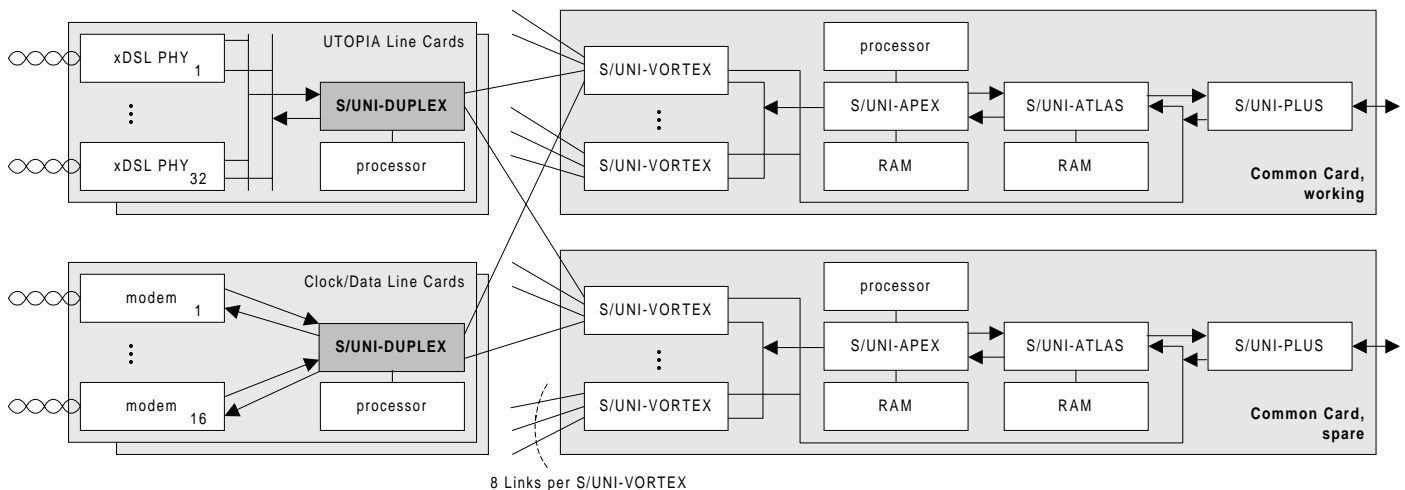 UTOPIA Line Cards
xDSL PHY
1
S/UNI-DUPLEX
processor
xDSL PHY
32
S/UNI-VORTEX
S/UNI-VORTEX
processor
S/UNI-APEX
RAM
S/UNI-ATLAS
RAM
S/UNI-PLUS
Common Card,
working
Clock/Data Line Cards
modem
1
S/UNI-DUPLEX
processor
modem
16
S/UNI-VORTEX
S/UNI-VORTEX
processor
S/UNI-APEX
RAM
S/UNI-ATLAS
RAM
S/UNI-PLUS
Common Card,
spare
8 Links per S/UNI-VORTEX